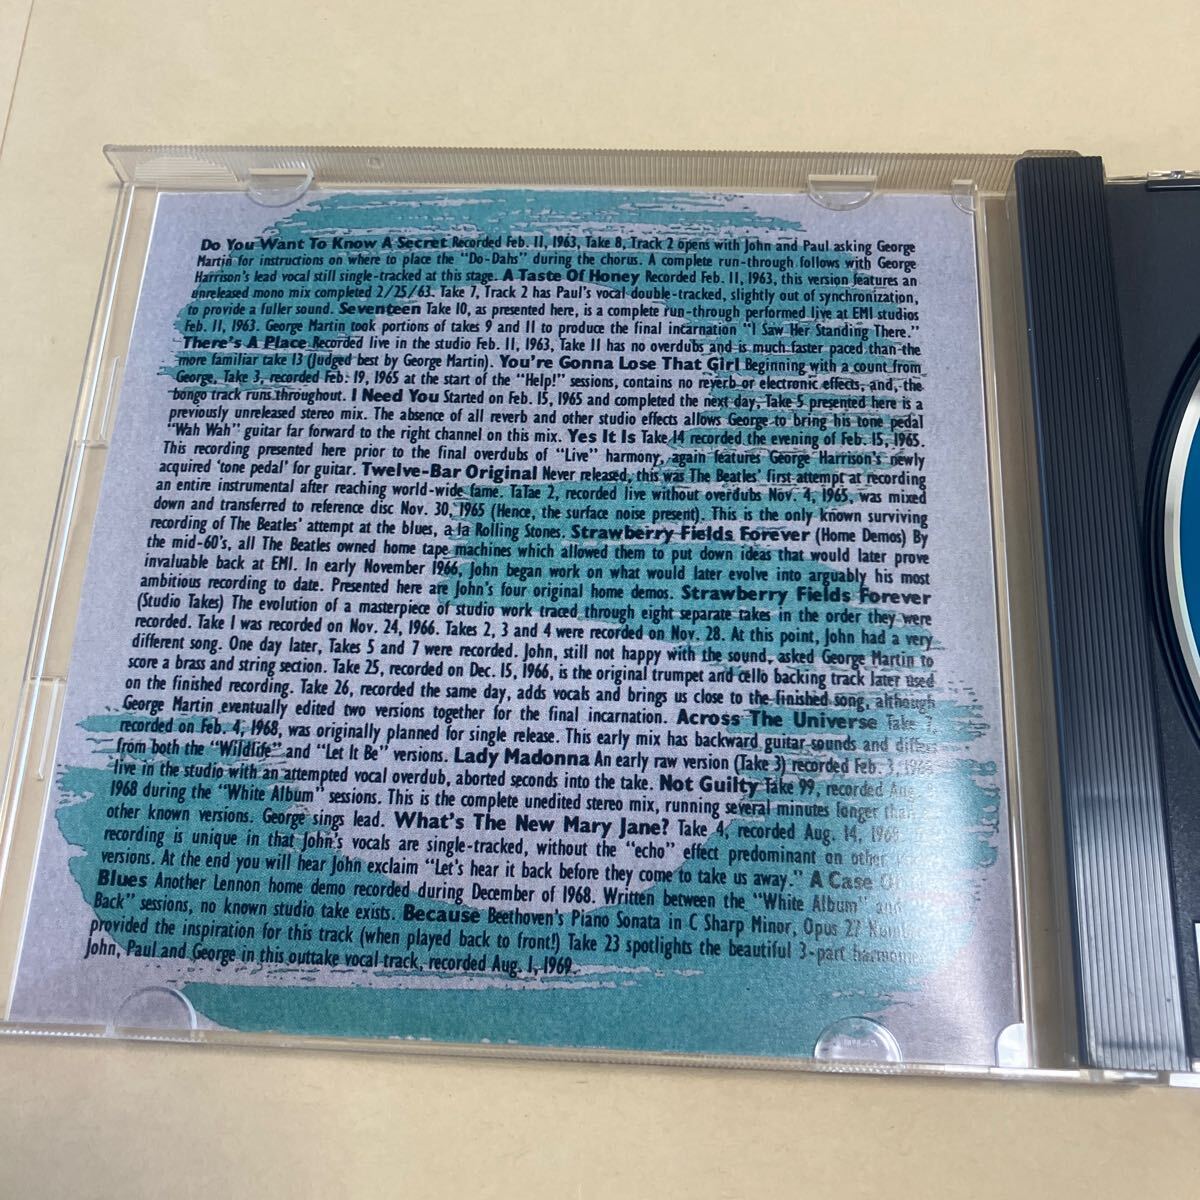 Do You Want To Know A Secret Recorded Feb. 11, 1963, Take 8, Track 2 opens with John and Paul asking George
Martin for instructions on where to place the "Do-Dahs" during the chorus. A complete run-through follows with George
Harrison's lead vocal still single-tracked at this stage. A Taste Of Honey Recorded Feb. 11, 1963, this version features an
unreleased mono mix completed 2/25/63. Take 7, Track 2 has Paul's vocal double-tracked, slightly out of synchronization,
to provide a fuller sound. Seventeen Take 10, as presented here, is a complete run-through performed live at EMI studios
Feb. 11, 1963. George Martin took portions of takes 9 and 11 to produce the final incarnation "I Saw Her Standing There."
There's A Place Recorded live in the studio Feb. 11, 1963, Take 11 has no overdubs and is much faster paced than the
more familiar take 13 (Judged best by George Martin). You're Gonna Lose That Girl Beginning with a count from
George, Take 3, recorded Feb. 19, 1965 at the start of the "Help!" sessions, contains no reverb or electronic effects, and, the
bongo track runs throughout. I Need You Started on Feb. 15, 1965 and completed the next day, Take 5 presented here is a
previously unreleased stereo mix. The absence of all reverb and other studio effects allows George to bring his tone pedal
"Wah Wah" guitar far forward to the right channel on this mix. Yes It Is Take 14 recorded the evening of Feb. 15, 1965.
This recording presented here prior to the final overdubs of "Live" harmony, again features George Harrison's newly
acquired 'tone pedal' for guitar. Twelve-Bar Original Never released, this was The Beatles' first attempt at recording
an entire instrumental after reaching world-wide fame. TaTae 2, recorded live without overdubs Nov. 4, 1965, was mixed
down and transferred to reference disc Nov. 30, 1965 (Hence, the surface noise present). This is the only known surviving
recording of The Beatles' attempt at the blues, a la Rolling Stones. Strawberry Fields Forever (Home Demos) By
the mid-60's, all The Beatles owned home tape machines which allowed them to put down ideas that would later prove
invaluable back at EMI. In early November 1966, John began work on what would later evolve into arguably his most
ambitious recording to date. Presented here are John's four original home demos. Strawberry Fields Forever
(Studio Takes) The evolution of a masterpiece of studio work traced through eight separate takes in the order they were
recorded. Take 1 was recorded on Nov. 24, 1966. Takes 2, 3 and 4 were recorded on Nov. 28. At this point, John had a very
different song. One day later, Takes 5 and 7 were recorded. John, still not happy with the sound, asked George Martin to
score a brass and string section. Take 25, recorded on Dec. 15, 1966, is the original trumpet and cello backing track later used
on the finished recording. Take 26, recorded the same day, adds vocals and brings us close to the finished song, although
George Martin eventually edited two versions together for the final incarnation. Across The Universe Take 7,
recorded on Feb. 4, 1968, was originally planned for single release. This early mix has backward guitar sounds and differs
from both the "Wildlife" and "Let It Be" versions. Lady Madonna An early raw version (Take 3) recorded Feb. 3, 1968
live in the studio with an attempted vocal overdub, aborted seconds into the take. Not Guilty Take 99, recorded Aug.
1968 during the "White Album" sessions. This is the complete unedited stereo mix, running several minutes longer than
other known versions. George sings lead. What's The New Mary Jane? Take 4, recorded Aug. 14, 1968
recording is unique in that John's vocals are single-tracked, without the "echo" effect predominant on other
versions. At the end you will hear John exclaim "Let's hear it back before they come to take us away." A Case Of
Blues Another Lennon home demo recorded during December of 1968. Written between the "White Album" and
Back" sessions, no known studio take exists. Because Beethoven's Piano Sonata in C Sharp Minor, Opus 27
provided the inspiration for this track (when played back to front!) Take 23 spotlights the beautiful 3-part
John, Paul and George in this outtake vocal track, recorded Aug. 1, 1969.